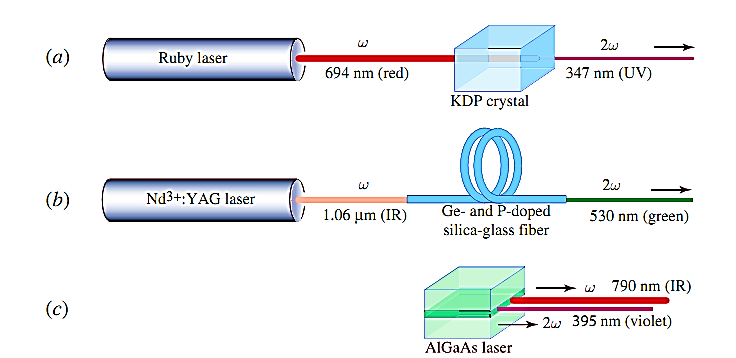 (a) Ruby laser ω 694 nm (red) KDP crystal 2ω 347 nm (UV)
(b) Nd3+:YAG laser ω 1.06 μm (IR) Ge- and P-doped
silica-glass fiber 2ω 530 nm (green)
(c) ω 790 nm (IR)
2ω 395 nm (violet)
AlGaAs laser